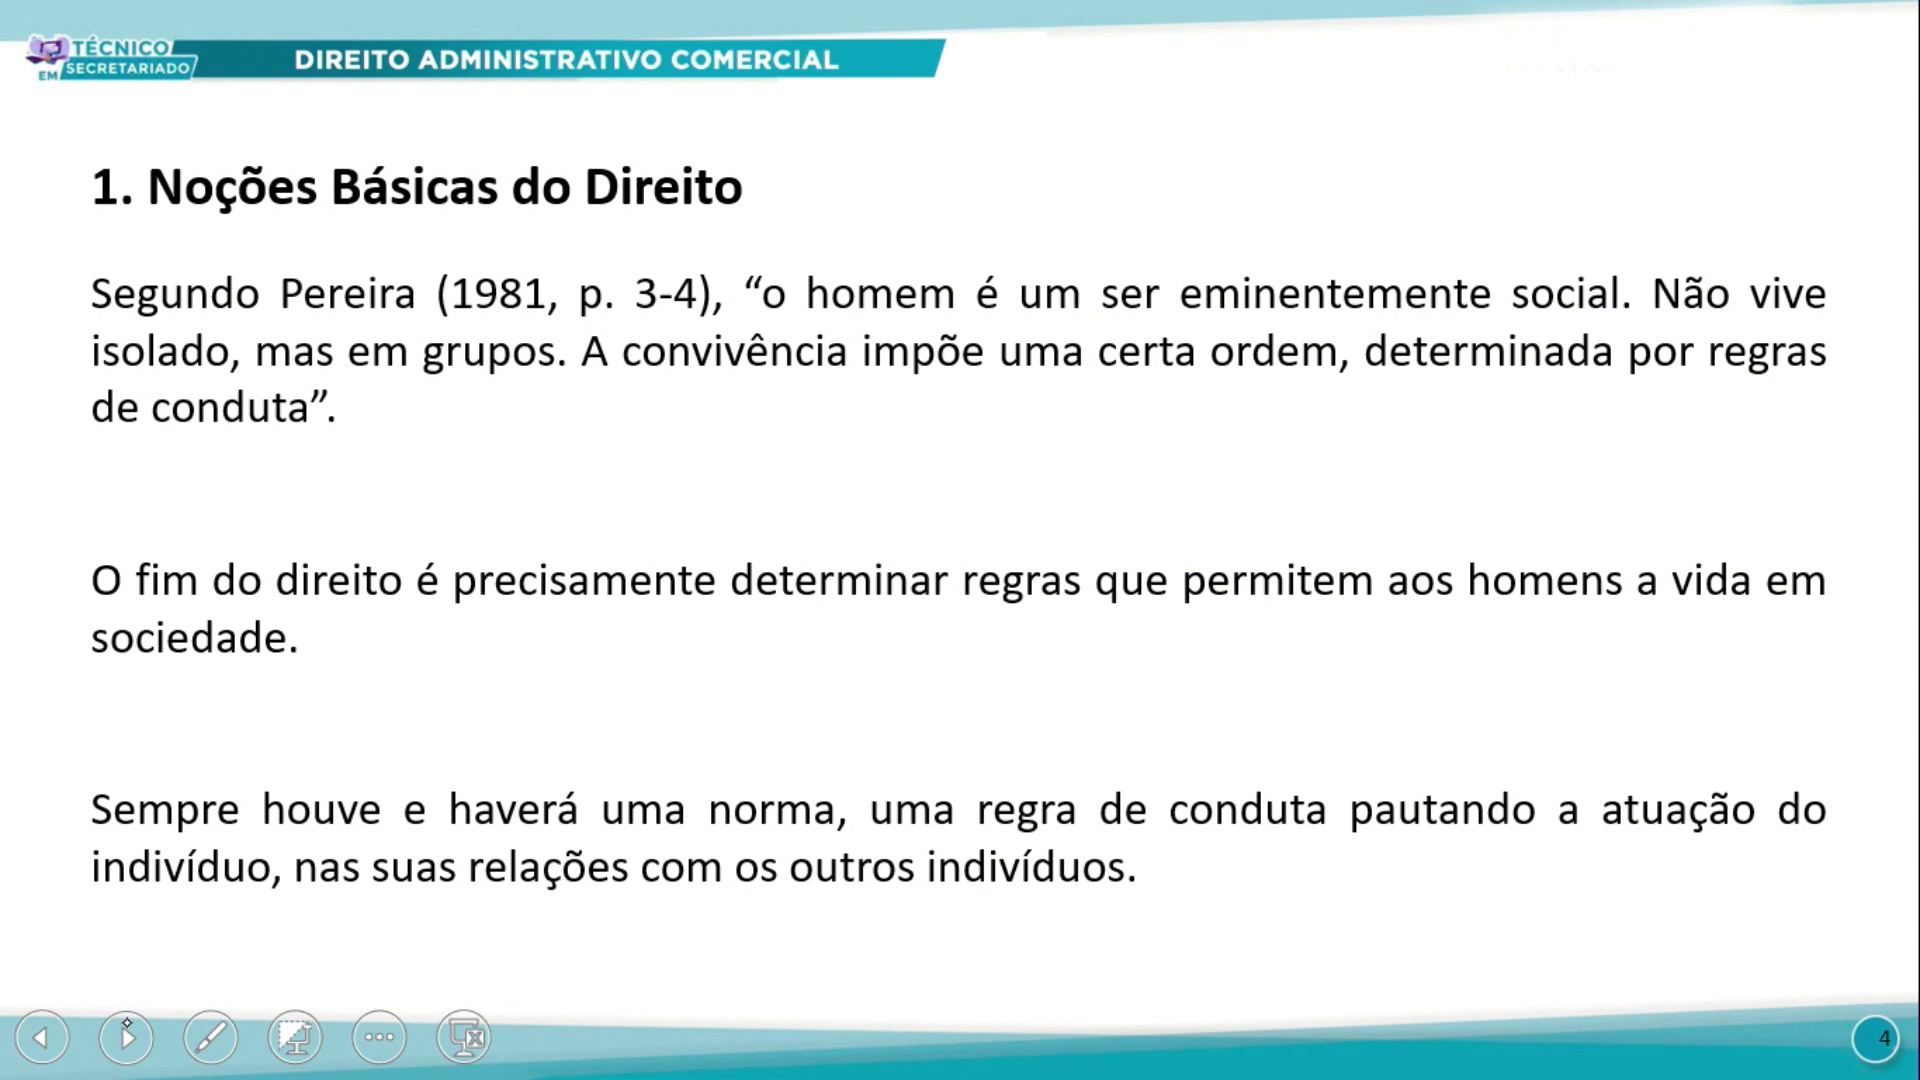 TÉCNICO
EM SECRETARIADO
DIREITO ADMINISTRATIVO COMERCIAL
1. Noções Básicas do Direito
Segundo Pereira (1981, p. 3-4), “o homem é um ser eminentemente social. Não vive
isolado, mas em grupos. A convivência impõe uma certa ordem, determinada por regras
de conduta”.
O fim do direito é precisamente determinar regras que permitem aos homens a vida em
sociedade.
Sempre houve e haverá uma norma, uma regra de conduta pautando a atuação do
indivíduo, nas suas relações com os outros indivíduos.
4